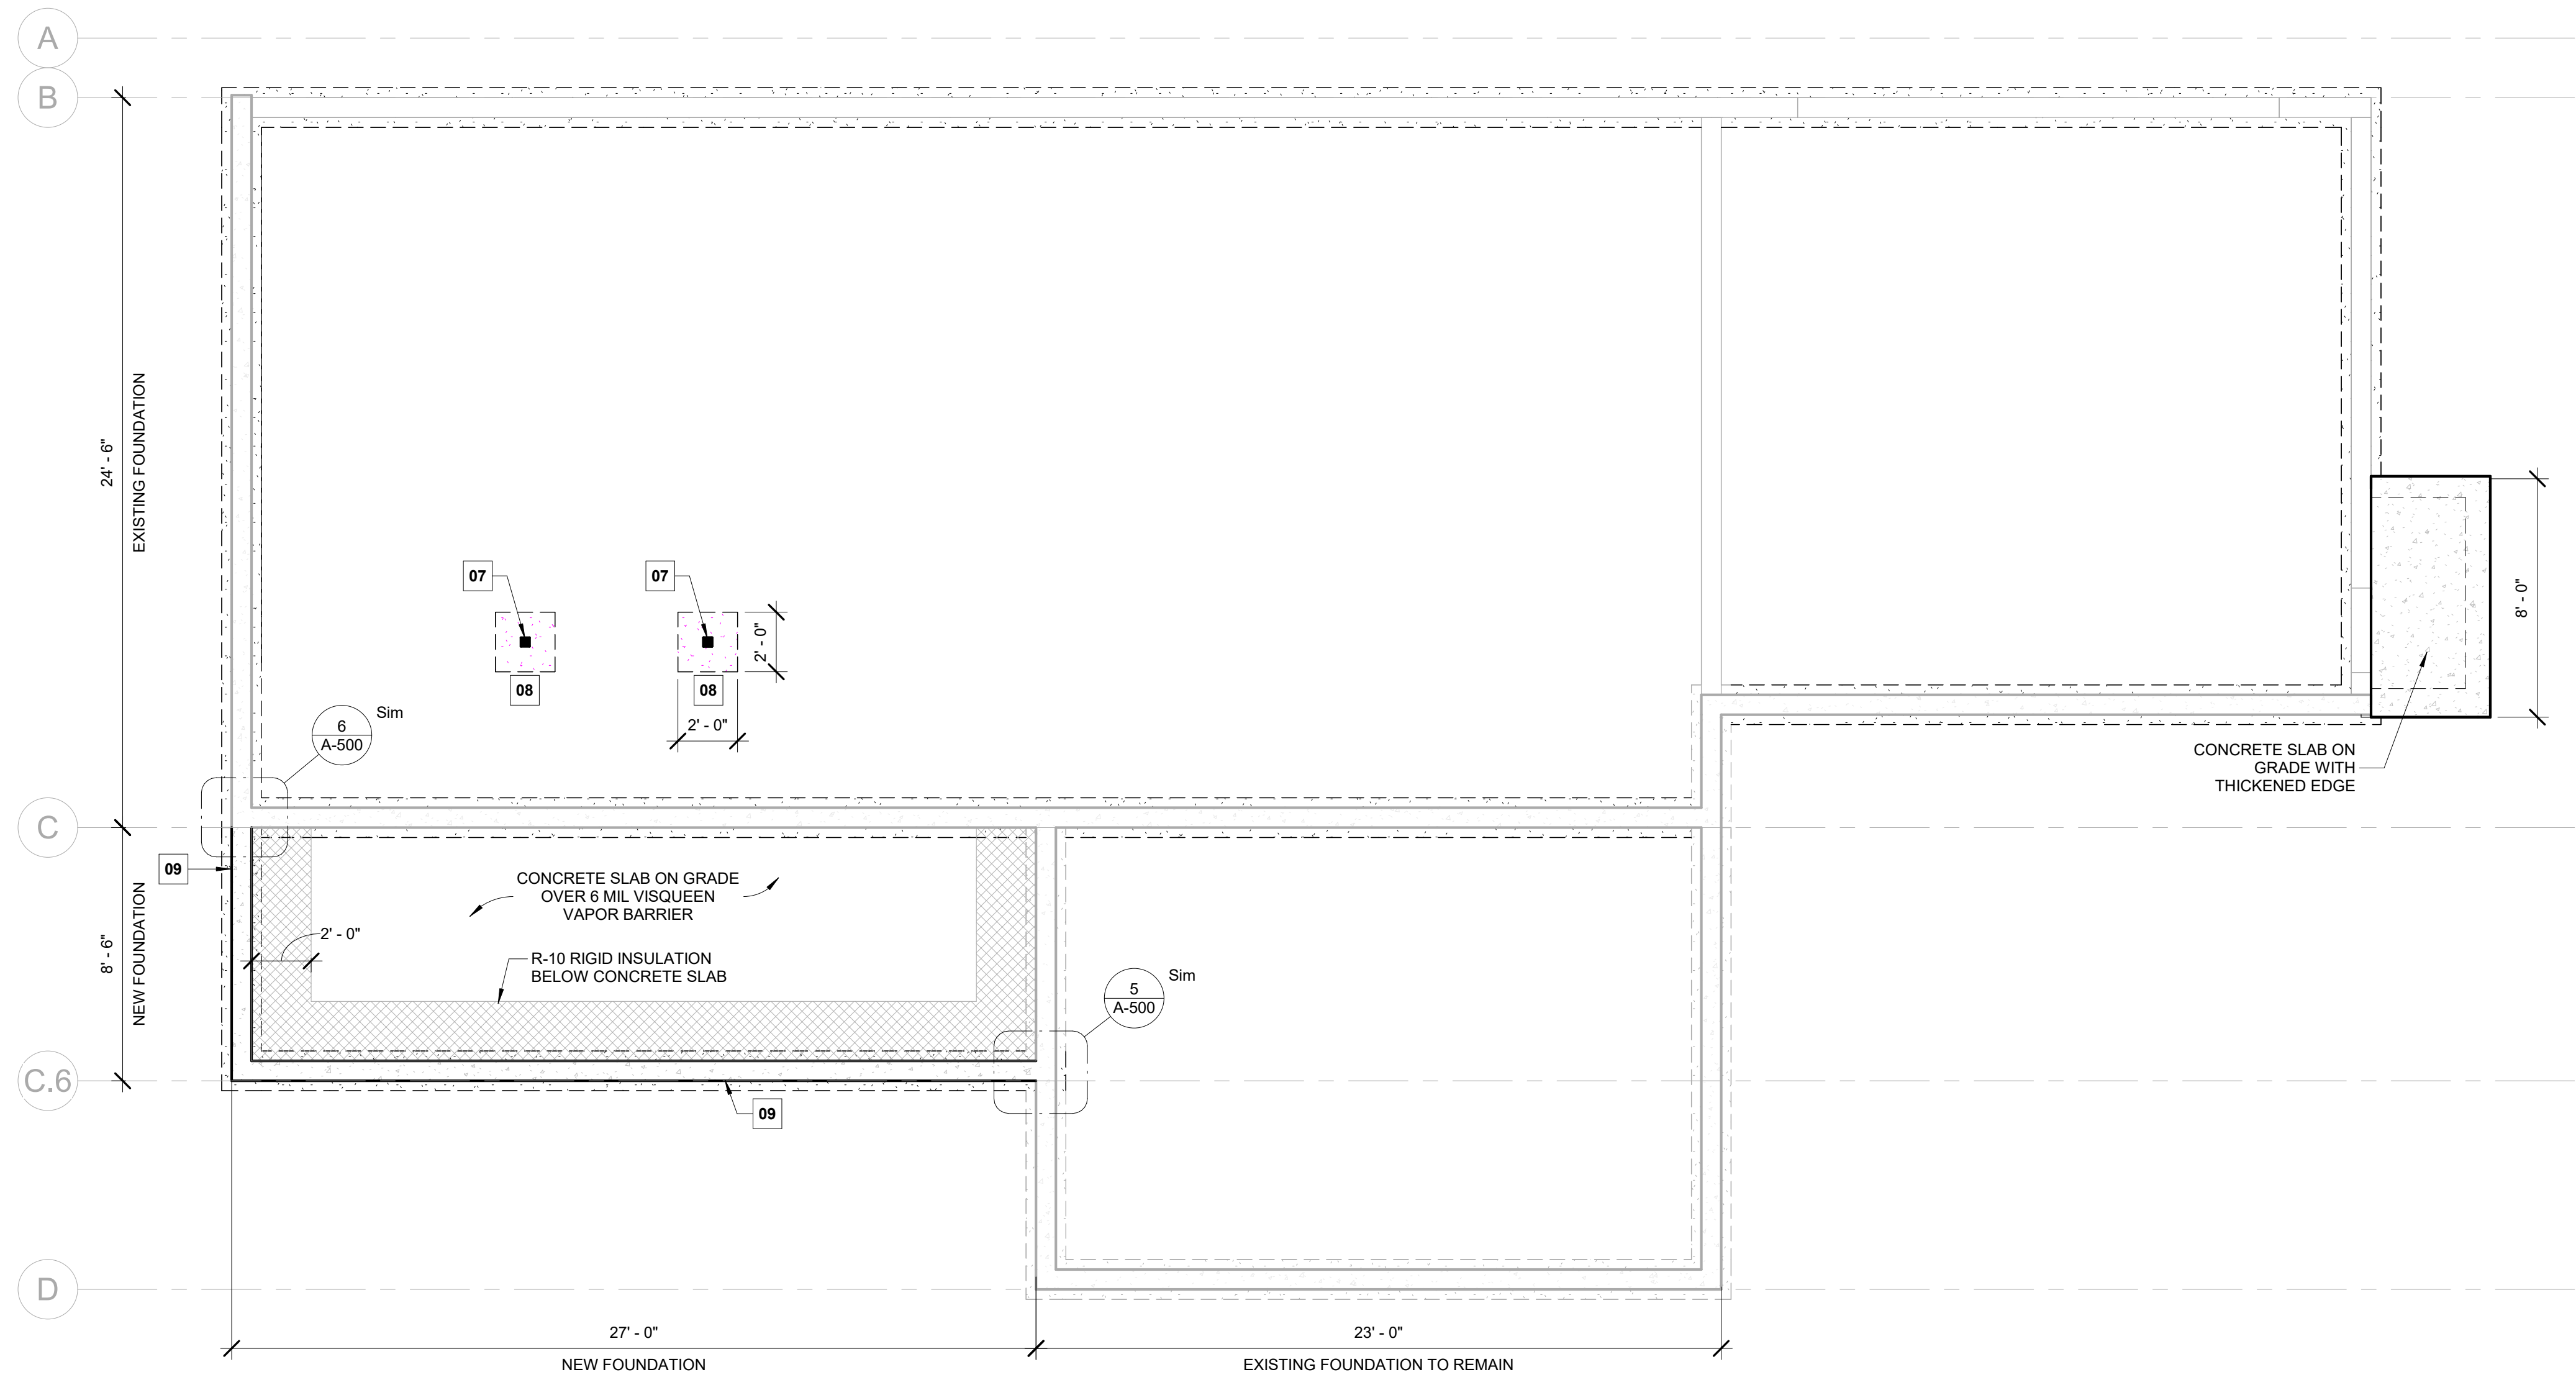 A
B
24' - 6"
EXISTING FOUNDATION
07
07
2' - 0"
08
08
2' - 0"
8' - 0"
6
A-500
Sim
CONCRETE SLAB ON
GRADE WITH
THICKENED EDGE
C
09
8' - 6"
NEW FOUNDATION
CONCRETE SLAB ON GRADE
OVER 6 MIL VISQUEEN
VAPOR BARRIER
2' - 0"
R-10 RIGID INSULATION
BELOW CONCRETE SLAB
5
A-500
Sim
C.6
09
D
27' - 0"
NEW FOUNDATION
23' - 0"
EXISTING FOUNDATION TO REMAIN